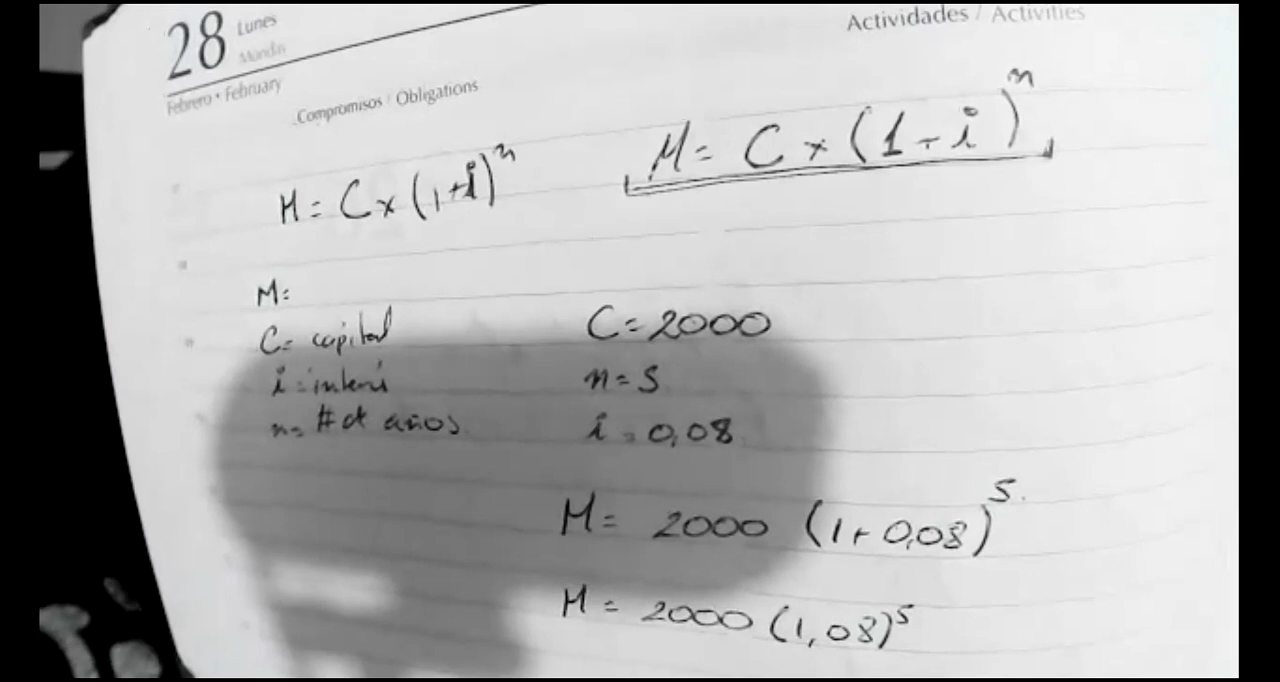 28 Lunes
Monday
Febrero • February
Compromisos / Obligations
Actividades / Activities
M = C x (1+i)^n
M = C x (1+i)^n
M=
C= capital
i = interés
n= # d años
C= 2000
n = 5
i = 0,08
M = 2000 (1+0,08)^5
M = 2000 (1,08)^5